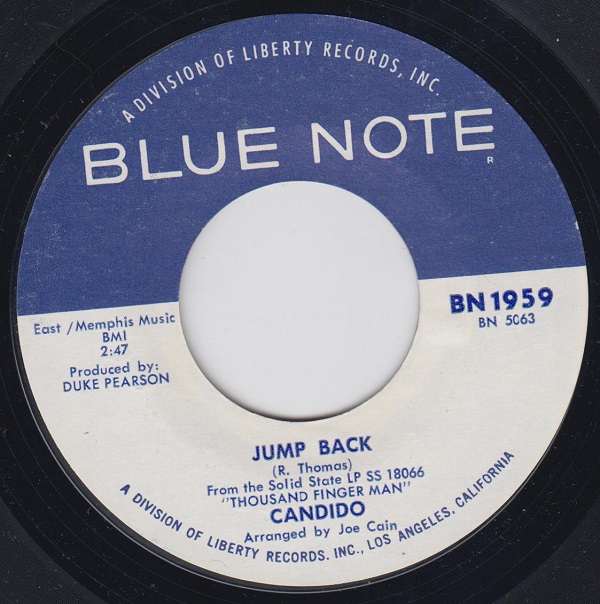 A DIVISION OF LIBERTY RECORDS, INC.
BLUE NOTE
R
BN 1959
BN 5063
East / Memphis Music
BMI
2:47
Produced by:
DUKE PEARSON
JUMP BACK
(R. Thomas)
From the Solid State LP SS 18066
"THOUSAND FINGER MAN"
CANDIDO
Arranged by Joe Cain
A DIVISION OF LIBERTY RECORDS. INC., LOS ANGELES, CALIFORNIA